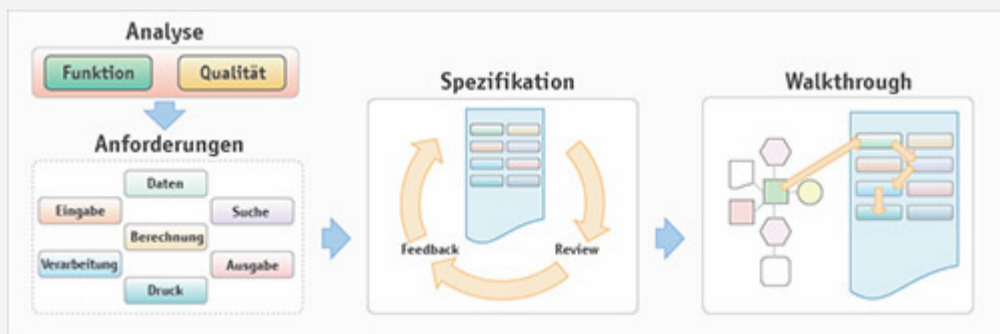 Analyse
Funktion
Qualität
Anforderungen
Daten
Eingabe
Suche
Berechnung
Verarbeitung
Ausgabe
Druck
Spezifikation
Feedback
Review
Walkthrough